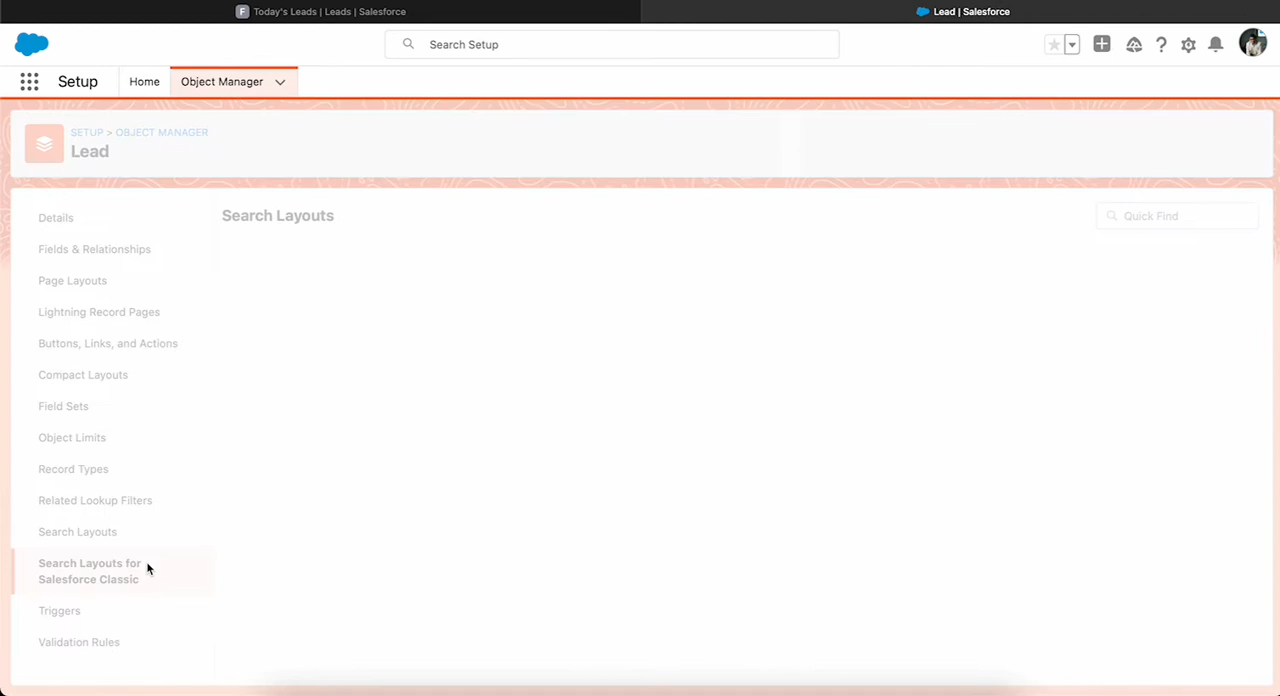 F Today's Leads | Leads | Salesforce
Lead | Salesforce
Search Setup
Setup
Home
Object Manager
SETUP > OBJECT MANAGER
Lead
Details
Search Layouts
Quick Find
Fields & Relationships
Page Layouts
Lightning Record Pages
Buttons, Links, and Actions
Compact Layouts
Field Sets
Object Limits
Record Types
Related Lookup Filters
Search Layouts
Search Layouts for
Salesforce Classic
Triggers
Validation Rules